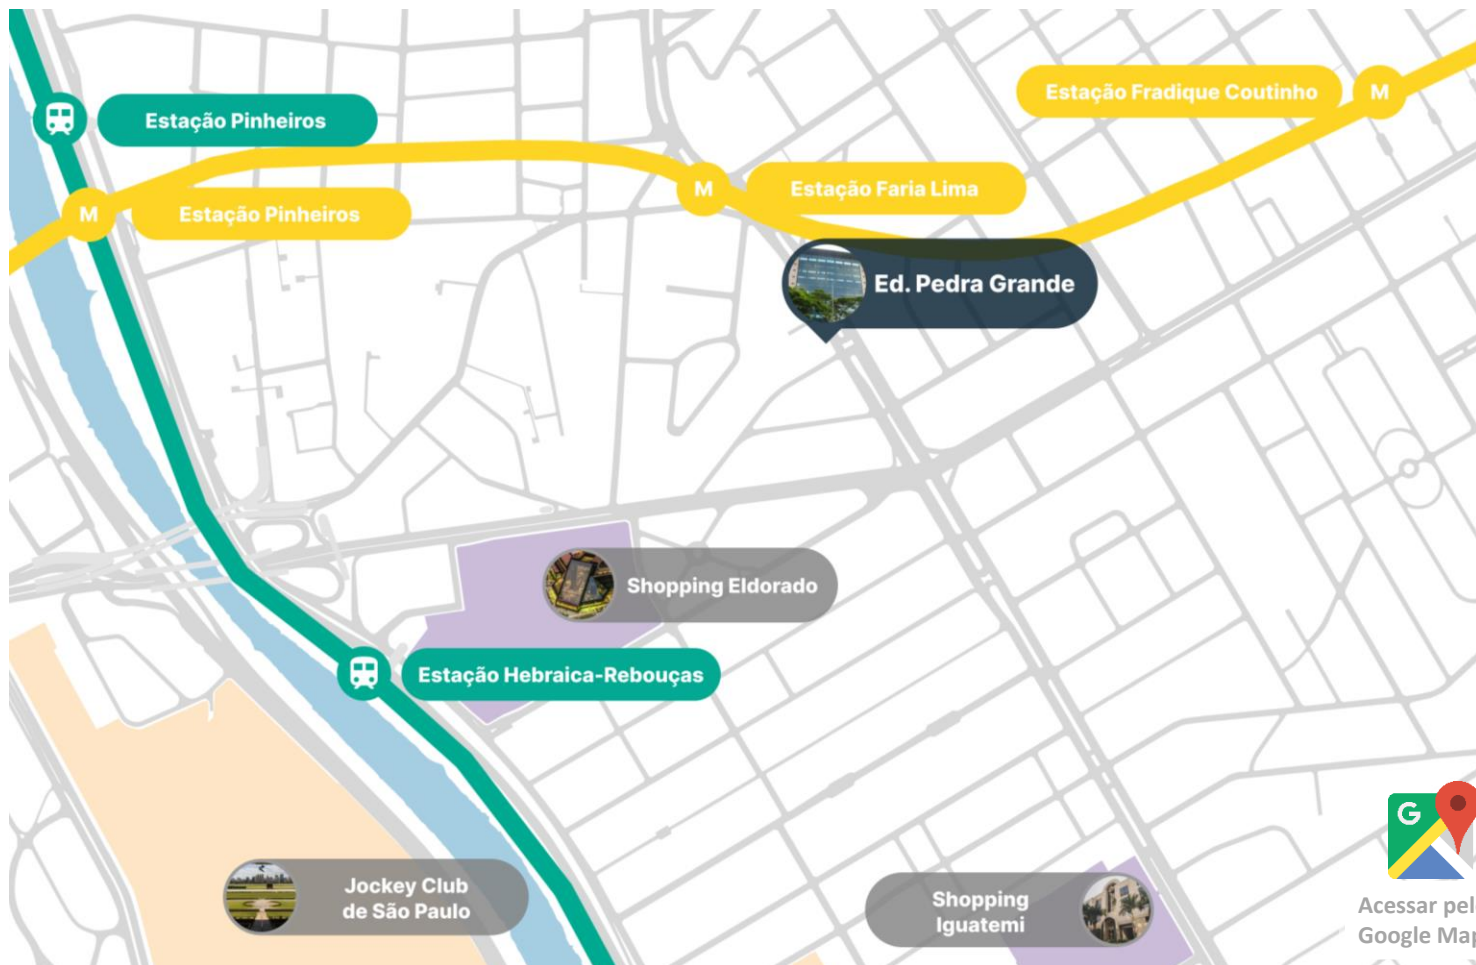 Estação Fradique Coutinho
M
Estação Pinheiros
M
Estação Faria Lima
M
Estação Pinheiros
Ed. Pedra Grande
Shopping Eldorado
Estação Hebraica-Rebouças
G
Jockey Club
de São Paulo
Shopping
Iguatemi
Acessar pel
Google Map